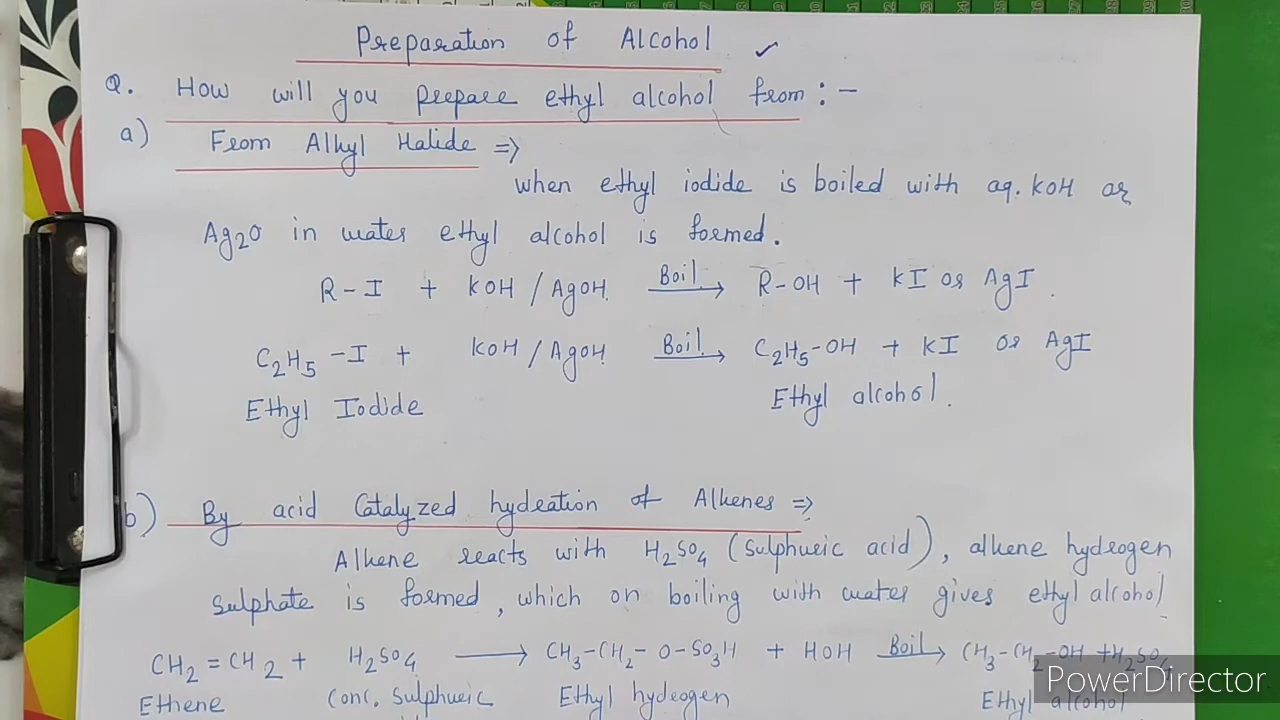 Preparation of Alcohol ✓
Q. How will you prepare ethyl alcohol from : -
a) From Alkyl Halide ⇒
when ethyl iodide is boiled with aq. KOH or
Ag2O in water ethyl alcohol is formed.
R - I + KOH / AgOH Boil → R-OH + KI or AgI.
C2H5 - I + KOH / AgOH Boil → C2H5-OH + KI or AgI
Ethyl Iodide Ethyl alcohol.
b) By acid Catalyzed hydration of Alkenes ⇒
Alkene reacts with H2SO4 (Sulphuric acid), alkene hydrogen
Sulphate is formed, which on boiling with water gives ethyl alcohol
CH2 = CH2 + H2SO4 → CH3-CH2-O-SO3H + HOH Boil → CH3-CH2-OH + H2SO4
Ethene Conc. Sulphuric Ethyl hydrogen Ethyl alcohol
PowerDirector